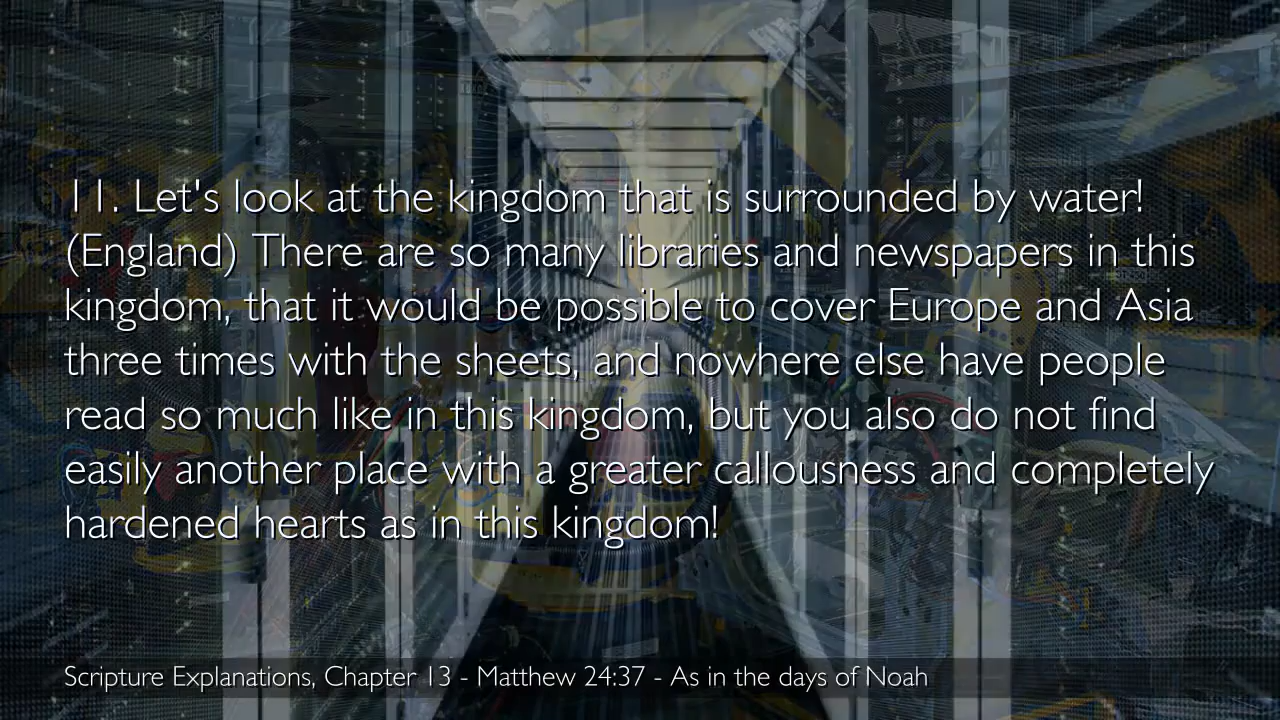 11. Let's look at the kingdom that is surrounded by water!
(England) There are so many libraries and newspapers in this
kingdom, that it would be possible to cover Europe and Asia
three times with the sheets, and nowhere else have people
read so much like in this kingdom, but you also do not find
easily another place with a greater callousness and completely
hardened hearts as in this kingdom!
Scripture Explanations, Chapter 13 - Matthew 24:37 - As in the days of Noah